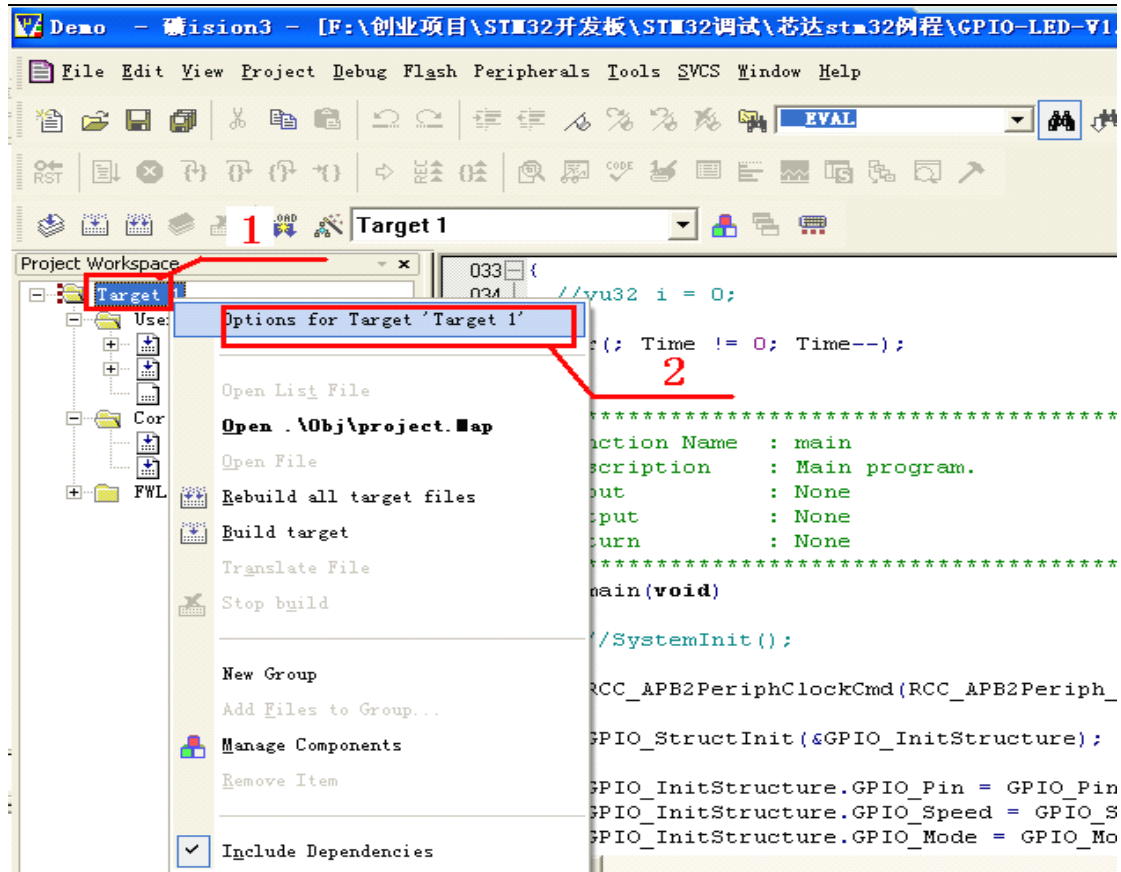 Demo - 礦ision3 - [F:\创业项目\STM32开发板\STM32调试\芯达stm32例程\GPIO-LED-V1.
File Edit View Project Debug Flash Peripherals Tools SVCS Window Help
EVAL
RST
CODE
1
LOAD
Target 1
Project Workspace
033 {
Target 1
034 //vu32 i = 0;
Options for Target 'Target 1'
User
r(; Time != 0; Time--);
2
Open List File
Cor
Open .\Obj\project.Map
nction Name : main
Open File
scription : Main program.
FWL
Rebuild all target files
put : None
tput : None
Build target
turn : None
Translate File
main(void)
Stop build
//SystemInit();
New Group
RCC_APB2PeriphClockCmd(RCC_APB2Periph_
Add Files to Group...
Manage Components
GPIO_StructInit(&GPIO_InitStructure);
Remove Item
GPIO_InitStructure.GPIO_Pin = GPIO_Pin
GPIO_InitStructure.GPIO_Speed = GPIO_S
GPIO_InitStructure.GPIO_Mode = GPIO_Mo
Include Dependencies